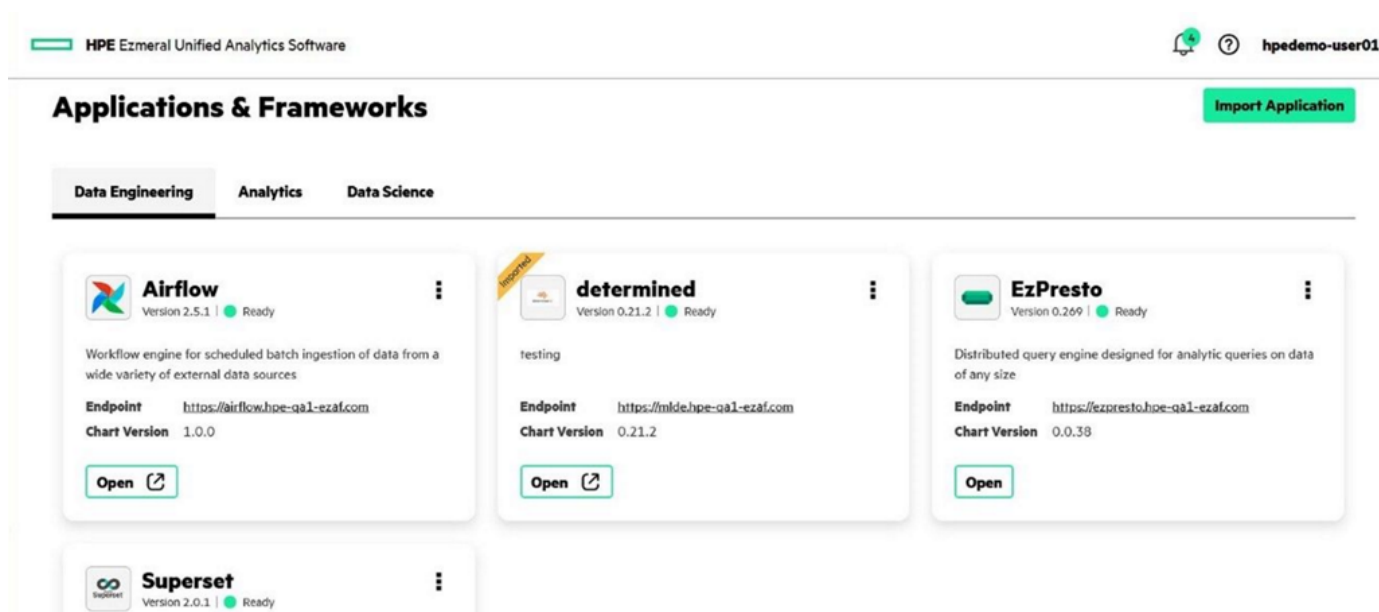 HPE Ezmeral Unified Analytics Software
4
hpedemo-user01
Applications & Frameworks
Import Application
Data Engineering
Analytics
Data Science
Imported
Airflow
Version 2.5.1 | Ready
Workflow engine for scheduled batch ingestion of data from a
wide variety of external data sources
Endpoint https://airflow.hpe-qa1-ezaf.com
Chart Version 1.0.0
Open
determined
Version 0.21.2 | Ready
testing
Endpoint https://mlde.hpe-qa1-ezaf.com
Chart Version 0.21.2
Open
EzPresto
Version 0.269 | Ready
Distributed query engine designed for analytic queries on data
of any size
Endpoint https://ezpresto.hpe-qa1-ezaf.com
Chart Version 0.0.38
Open
Superset
Superset
Version 2.0.1 | Ready